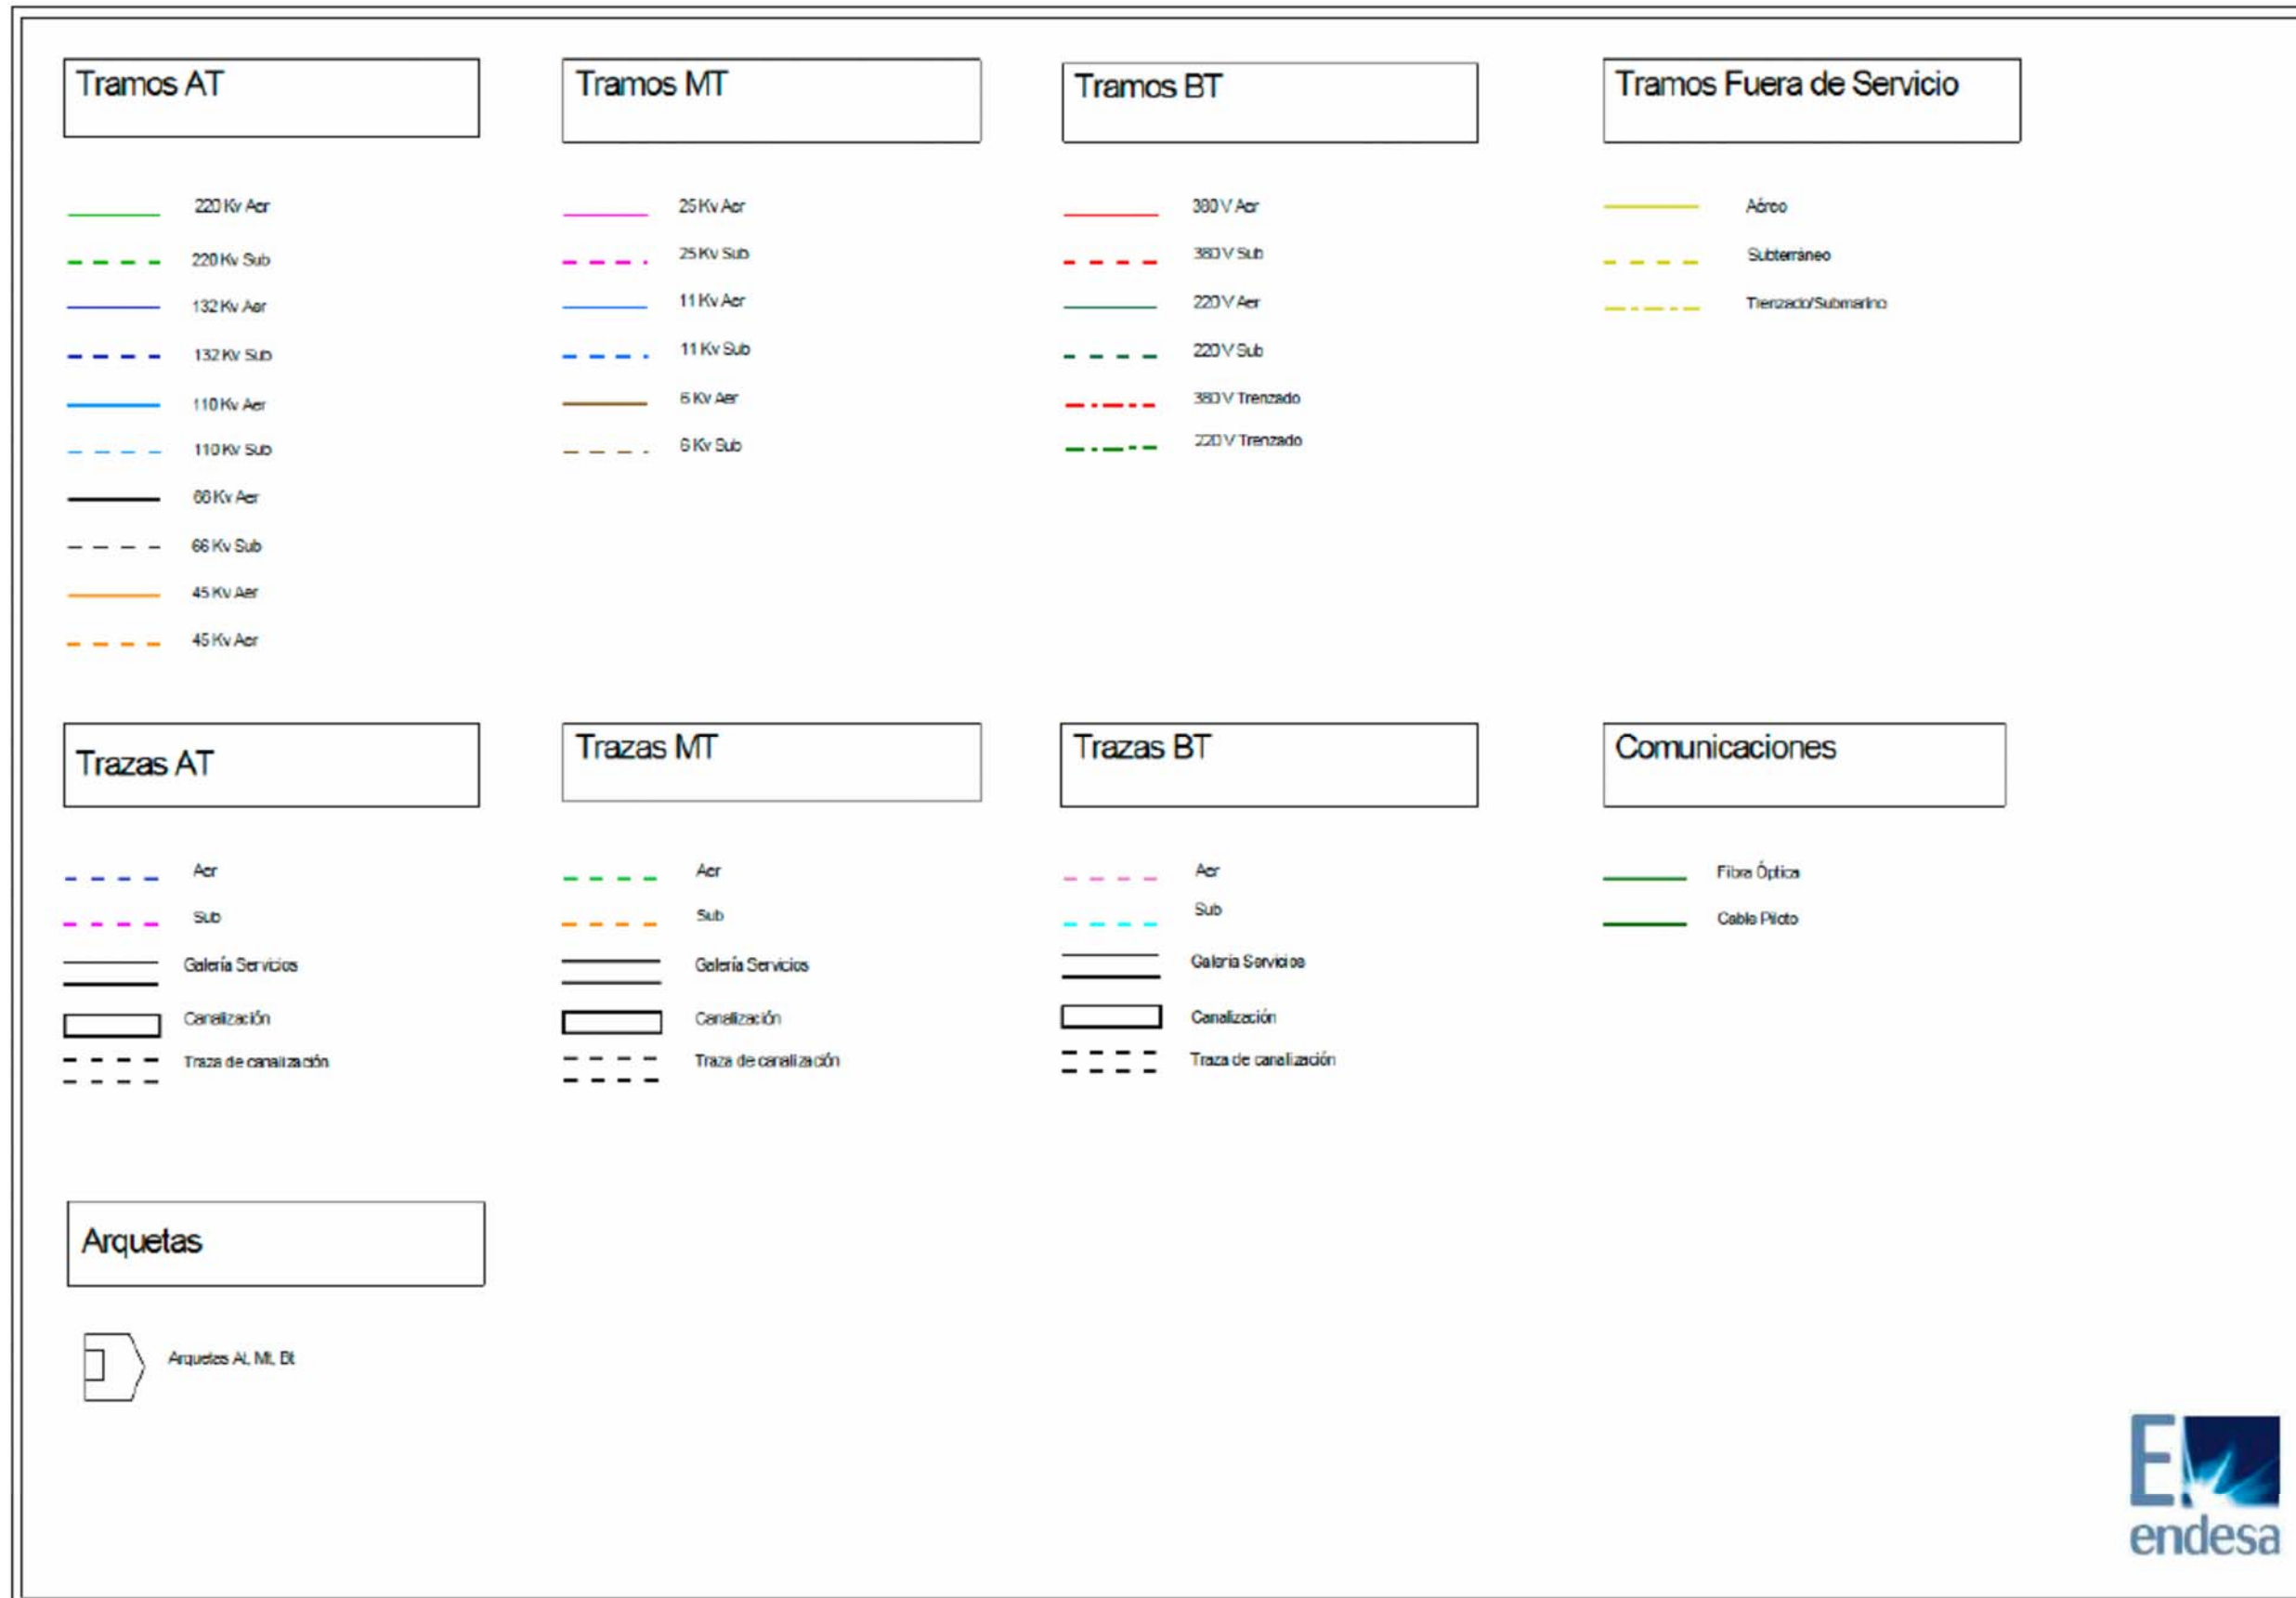 Tramos AT
220 Kv Aer
220 Kv Sub
132 Kv Aer
132 Kv Sub
110 Kv Aer
110 Kv Sub
66 Kv Aer
66 Kv Sub
45 Kv Aer
45 Kv Aer
Tramos MT
25 Kv Aer
25 Kv Sub
11 Kv Aer
11 Kv Sub
6 Kv Aer
6 Kv Sub
Tramos BT
380 V Aer
380 V Sub
220 V Aer
220 V Sub
380 V Trenzado
220 V Trenzado
Tramos Fuera de Servicio
Aéreo
Subterráneo
Trenzado/Submarino
Trazas AT
Aer
Sub
Galería Servicios
Canalización
Traza de canalización
Trazas MT
Aer
Sub
Galería Servicios
Canalización
Traza de canalización
Trazas BT
Aer
Sub
Galería Servicios
Canalización
Traza de canalización
Comunicaciones
Fibra Óptica
Cable Piloto
Arquetas
Arquetas At, Mt, Bt
E
endesa